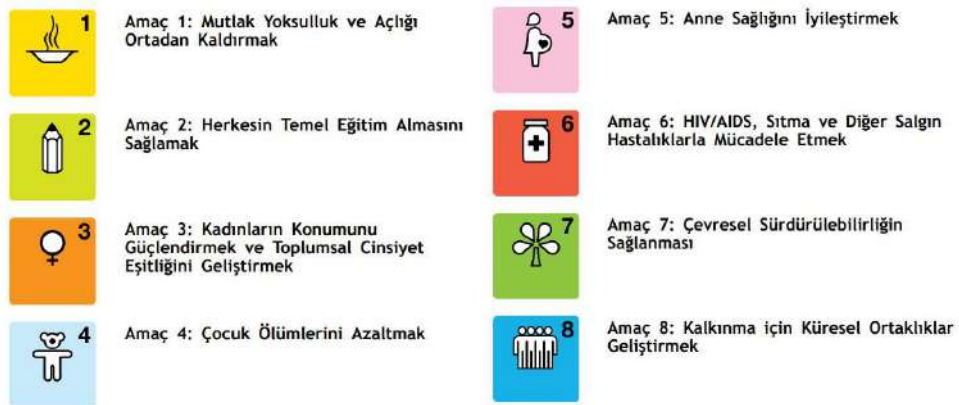 1
Amaç 1: Mutlak Yoksulluk ve Açlığı
Ortadan Kaldırmak
2
Amaç 2: Herkesin Temel Eğitim Almasını
Sağlamak
3
Amaç 3: Kadınların Konumunu
Güçlendirmek ve Toplumsal Cinsiyet
Eşitliğini Geliştirmek
4
Amaç 4: Çocuk Ölümlerini Azaltmak
5
Amaç 5: Anne Sağlığını İyileştirmek
6
Amaç 6: HIV/AIDS, Sıtma ve Diğer Salgın
Hastalıklarla Mücadele Etmek
7
Amaç 7: Çevresel Sürdürülebilirliğin
Sağlanması
8
Amaç 8: Kalkınma için Küresel Ortaklıklar
Geliştirmek